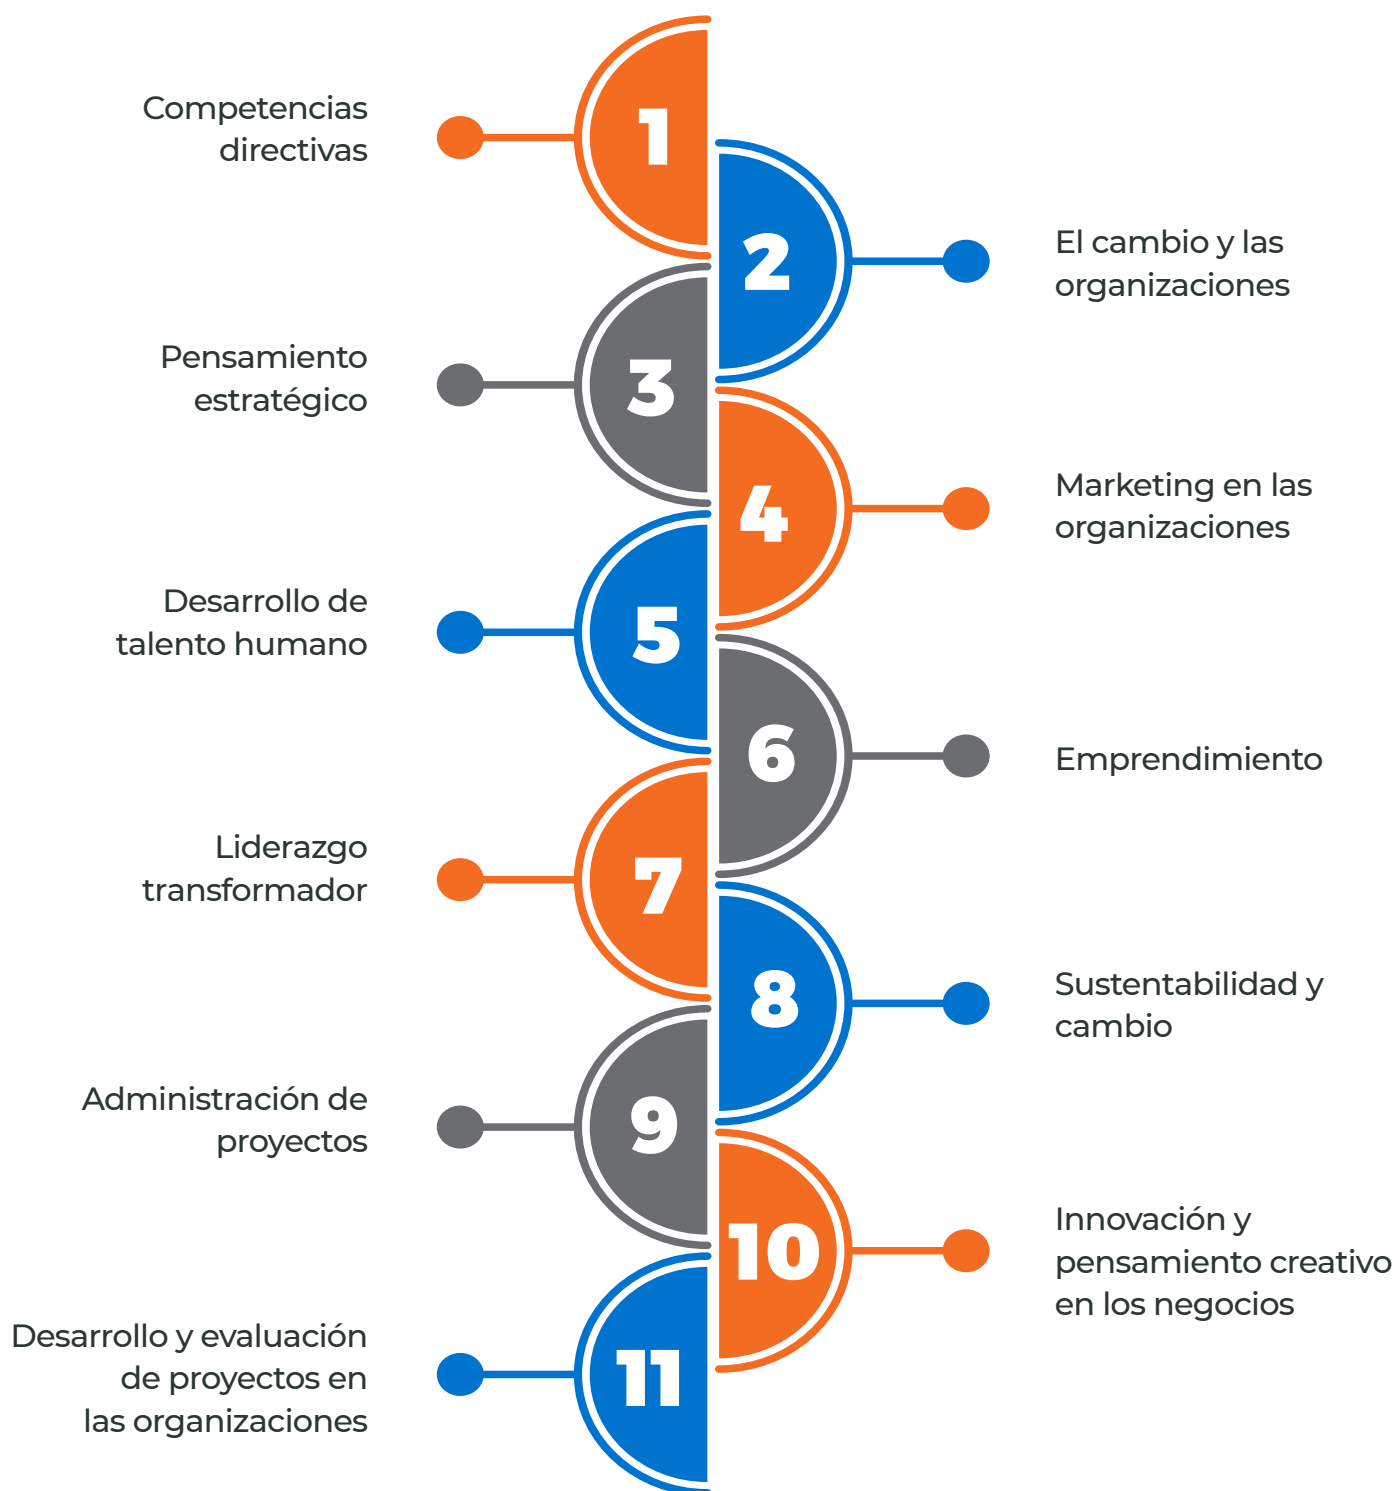 1
Competencias
directivas
2
El cambio y las
organizaciones
3
Pensamiento
estratégico
4
Marketing en las
organizaciones
5
Desarrollo de
talento humano
6
Emprendimiento
7
Liderazgo
transformador
8
Sustentabilidad y
cambio
9
Administración de
proyectos
10
Innovación y
pensamiento creativo
en los negocios
11
Desarrollo y evaluación
de proyectos en
las organizaciones